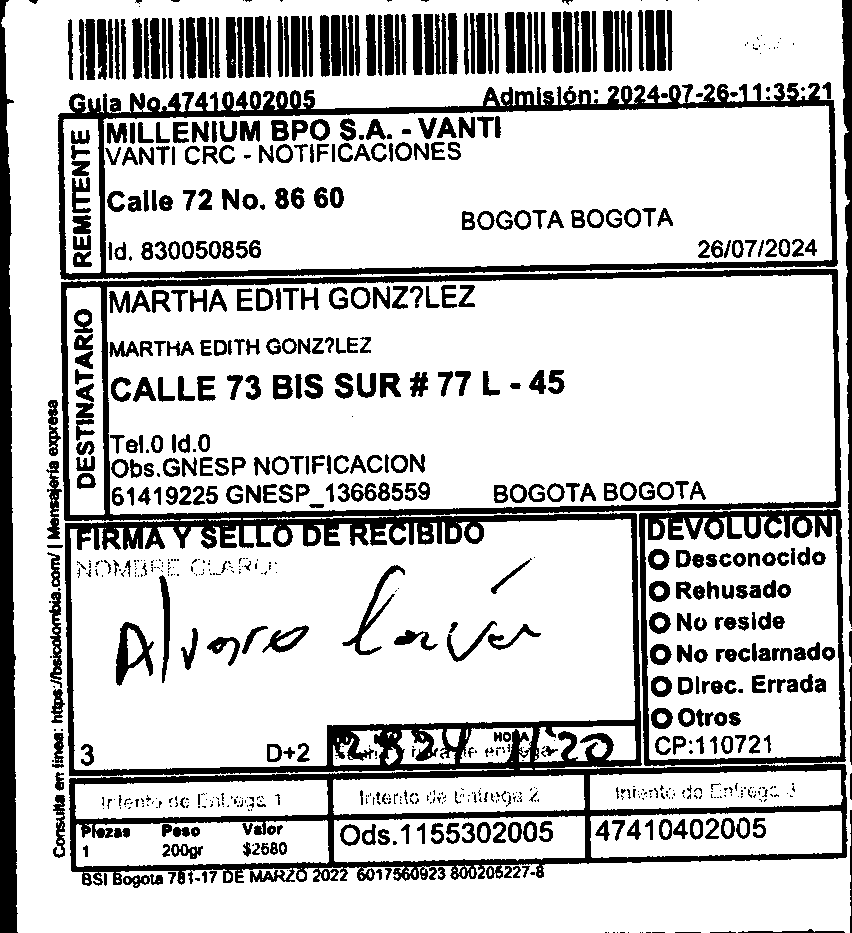 Guia No.47410402005 Admisión: 2024-07-26-11:35:21
REMITENTE
MILLENIUM BPO S.A. - VANTI
VANTI CRC - NOTIFICACIONES
Calle 72 No. 86 60
BOGOTA BOGOTA
Id. 830050856 26/07/2024
DESTINATARIO
MARTHA EDITH GONZ?LEZ
MARTHA EDITH GONZ?LEZ
CALLE 73 BIS SUR # 77 L - 45
Tel.0 Id.0
Obs.GNESP NOTIFICACION
61419225 GNESP_13668559 BOGOTA BOGOTA
Consulta en linea: https://bsicolombia.com/ | Mensajería expresa
FIRMA Y SELLO DE RECIBIDO
NOMBRE CLARO:
Alvaro
3 D+2
HORA
de entrega
11:20
DEVOLUCION
Desconocido
Rehusado
No reside
No reclamado
Direc. Errada
Otros
CP:110721
Intento de Entrega 1 Intento de Entrega 2 Intento de Entrega 3
Piezas Peso Valor
1 200gr $2680
Ods.1155302005 47410402005
BSI Bogota 781-17 DE MARZO 2022 6017560923 800205227-8